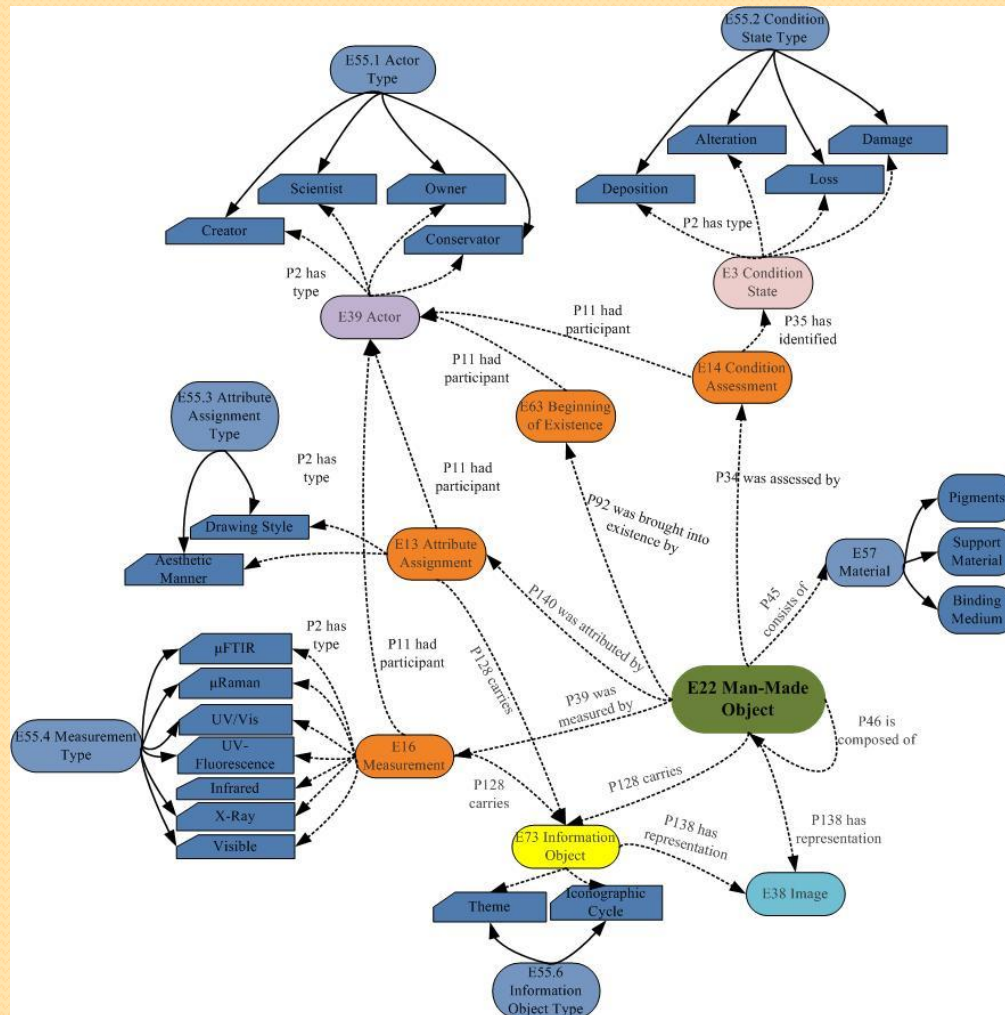 E55.1 Actor
Type
E55.2 Condition
State Type
Scientist
Owner
Creator
Conservator
Alteration
Damage
Deposition
Loss
P2 has
type
P2 has type
E39 Actor
E3 Condition
State
P11 had
participant
P35 has
identified
P11 had
participant
E14 Condition
Assessment
E63 Beginning
of Existence
E55.3 Attribute
Assignment
Type
P2 has
type
P11 had
participant
P34 was assessed by
P92 was brought into
existence by
Drawing Style
Aesthetic
Manner
E13 Attribute
Assignment
E57
Material
Pigments
Support
Material
Binding
Medium
P45
consists of
P140 was attributed by
P2 has
type
P11 had
participant
P128 carries
P39 was
measured by
E22 Man-Made
Object
P46 is
composed of
µFTIR
µRaman
UV/Vis
UV-
Fluorescence
Infrared
X-Ray
Visible
E55.4 Measurement
Type
E16
Measurement
P128
carries
P128 carries
P138 has
representation
P138 has
representation
E73 Information
Object
E38 Image
Theme
Iconographic
Cycle
E55.6
Information
Object Type